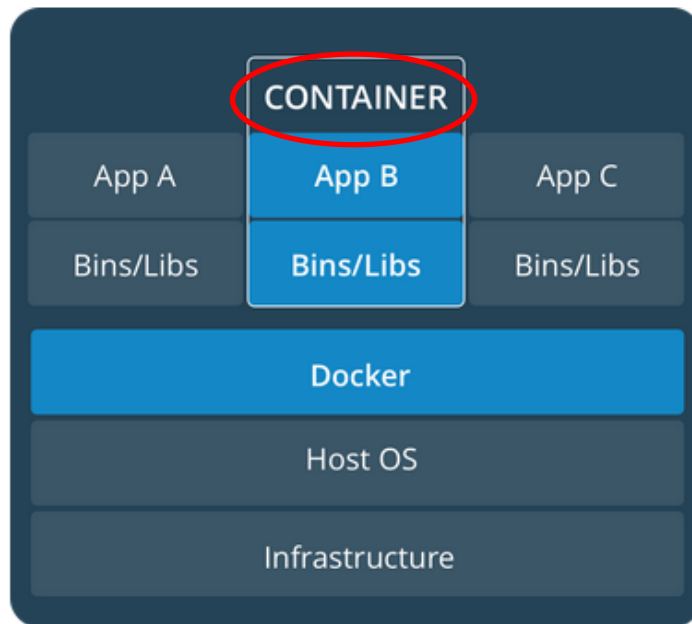 CONTAINER
App A App B App C
Bins/Libs Bins/Libs Bins/Libs
Docker
Host OS
Infrastructure